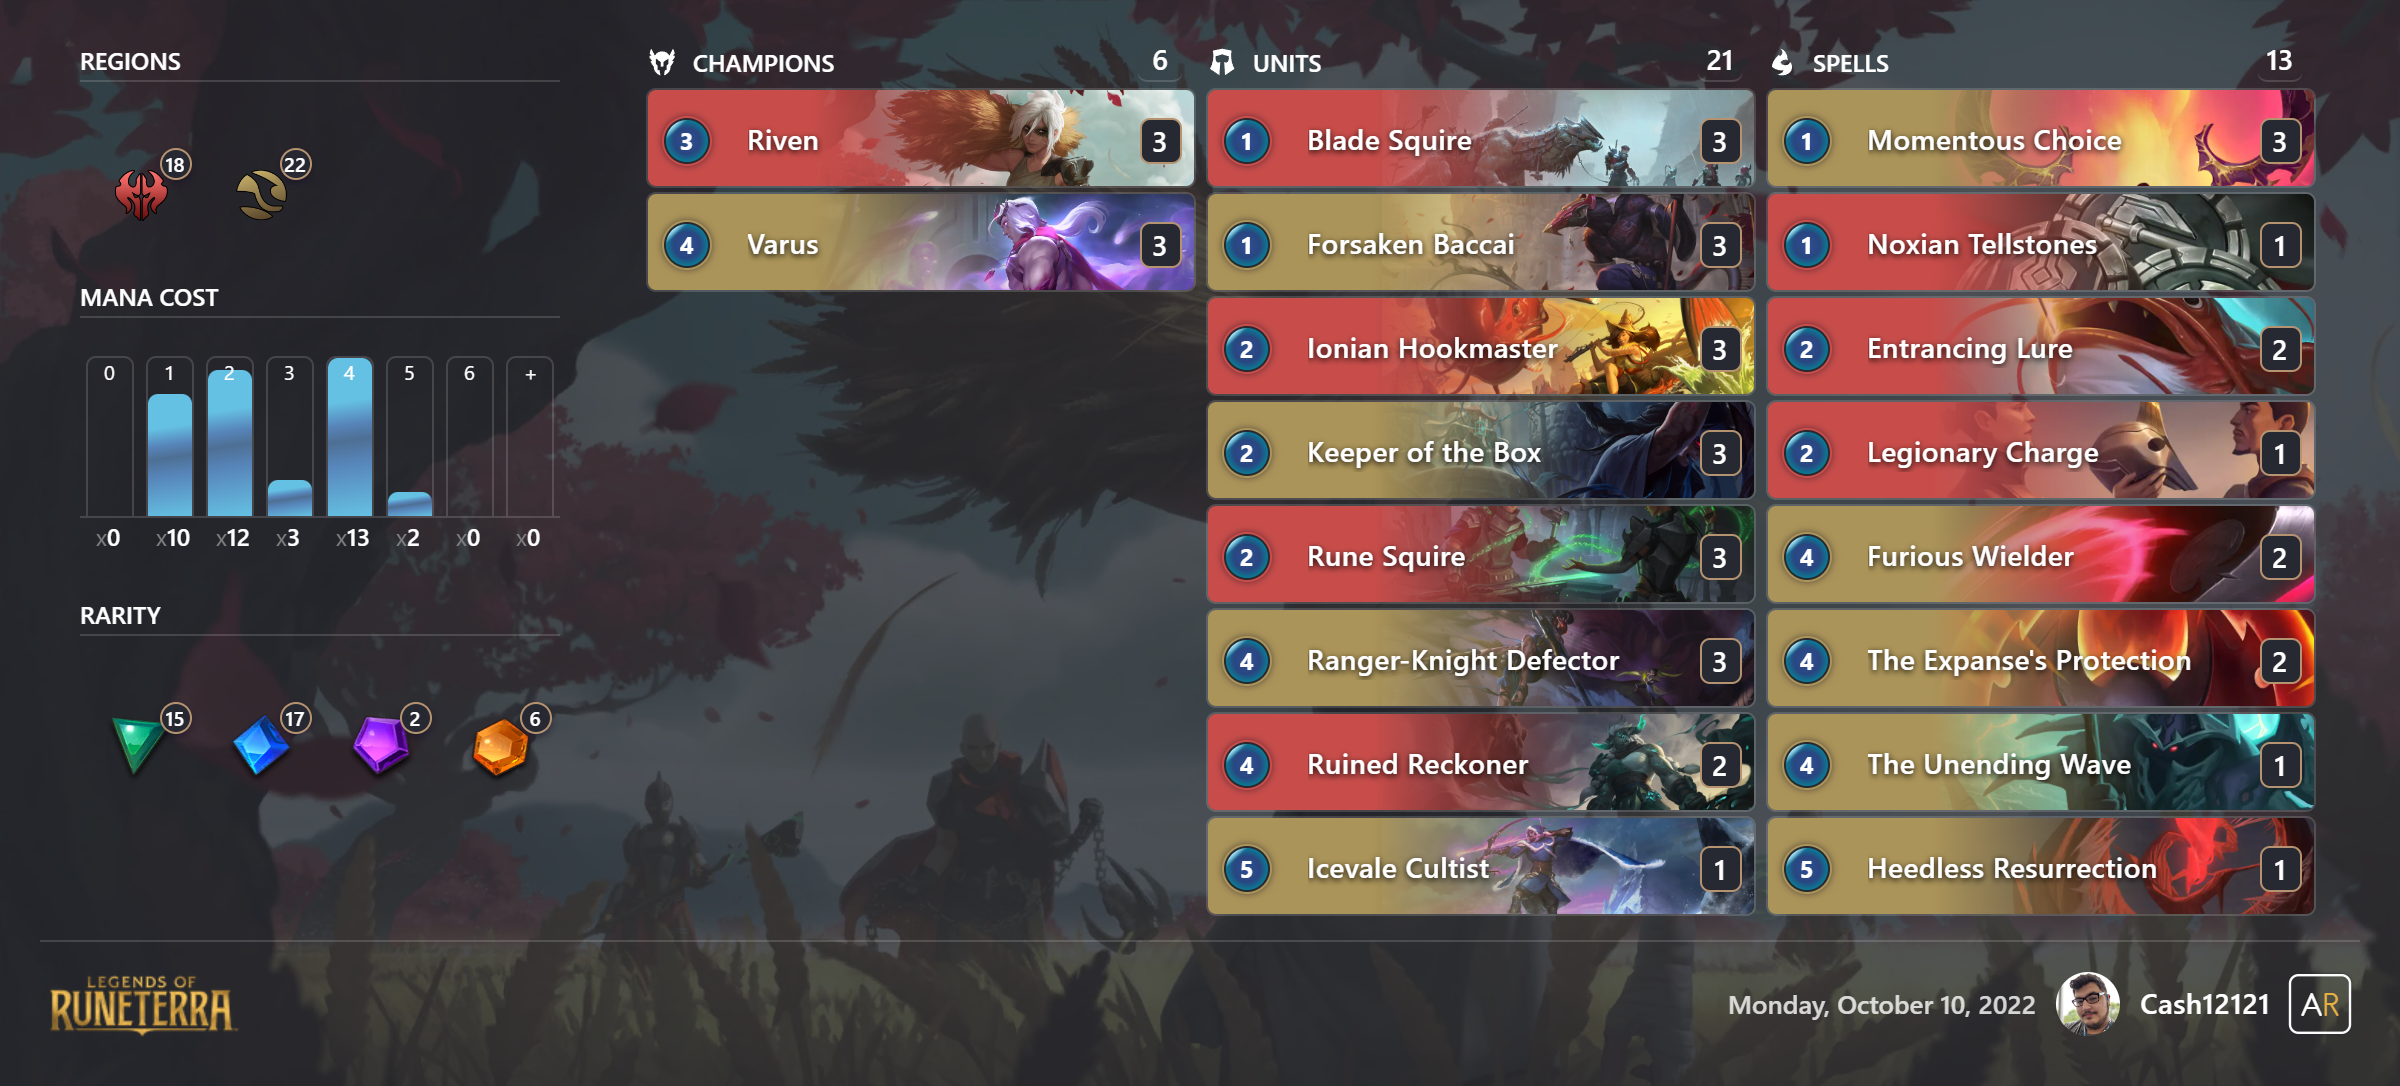 REGIONS
18
22
MANA COST
0 1 2 3 4 5 6 +
x0 x10 x12 x3 x13 x2 x0 x0
RARITY
15 17 2 6
CHAMPIONS 6
3 Riven 3
4 Varus 3
UNITS 21
1 Blade Squire 3
1 Forsaken Baccai 3
2 Ionian Hookmaster 3
2 Keeper of the Box 3
2 Rune Squire 3
4 Ranger-Knight Defector 3
4 Ruined Reckoner 2
5 Icevale Cultist 1
SPELLS 13
1 Momentous Choice 3
1 Noxian Tellstones 1
2 Entrancing Lure 2
2 Legionary Charge 1
4 Furious Wielder 2
4 The Expanse's Protection 2
4 The Unending Wave 1
5 Heedless Resurrection 1
LEGENDS OF
RUNETERRA
Monday, October 10, 2022
Cash12121
AR